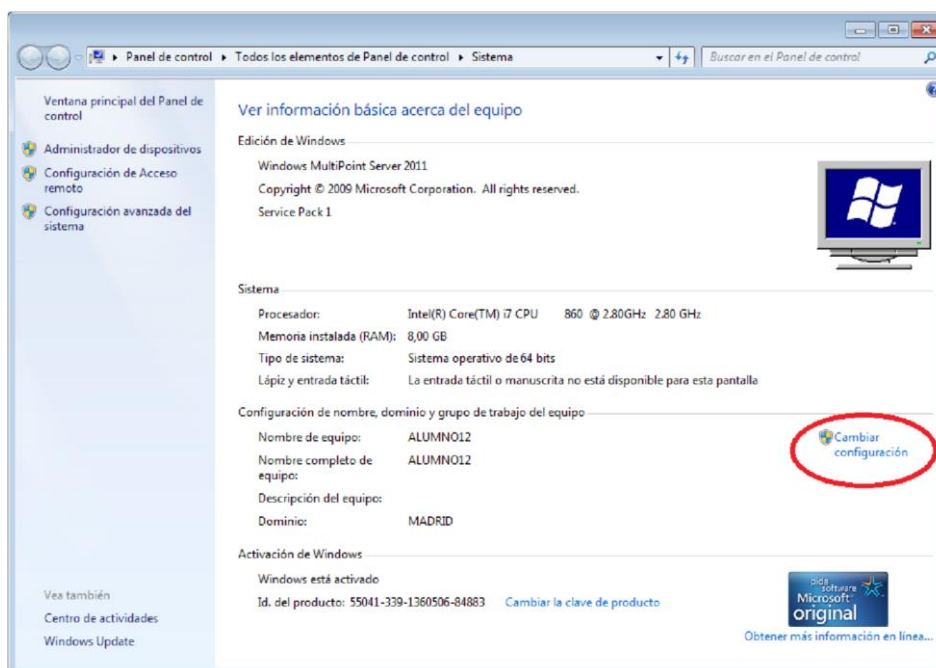 Panel de control ▸ Todos los elementos de Panel de control ▸ Sistema
Buscar en el Panel de control
Ventana principal del Panel de
control
Administrador de dispositivos
Configuración de Acceso
remoto
Configuración avanzada del
sistema
Vea también
Centro de actividades
Windows Update
Ver información básica acerca del equipo
Edición de Windows
Windows MultiPoint Server 2011
Copyright © 2009 Microsoft Corporation. All rights reserved.
Service Pack 1
Sistema
Procesador: Intel(R) Core(TM) i7 CPU 860 @ 2.80GHz 2.80 GHz
Memoria instalada (RAM): 8,00 GB
Tipo de sistema: Sistema operativo de 64 bits
Lápiz y entrada táctil: La entrada táctil o manuscrita no está disponible para esta pantalla
Configuración de nombre, dominio y grupo de trabajo del equipo
Nombre de equipo: ALUMNO12
Cambiar
configuración
Nombre completo de
equipo: ALUMNO12
Descripción del equipo:
Dominio: MADRID
Activación de Windows
Windows está activado
Id. del producto: 55041-339-1360506-84883 Cambiar la clave de producto
pida
software
Microsoft
original
Obtener más información en línea...